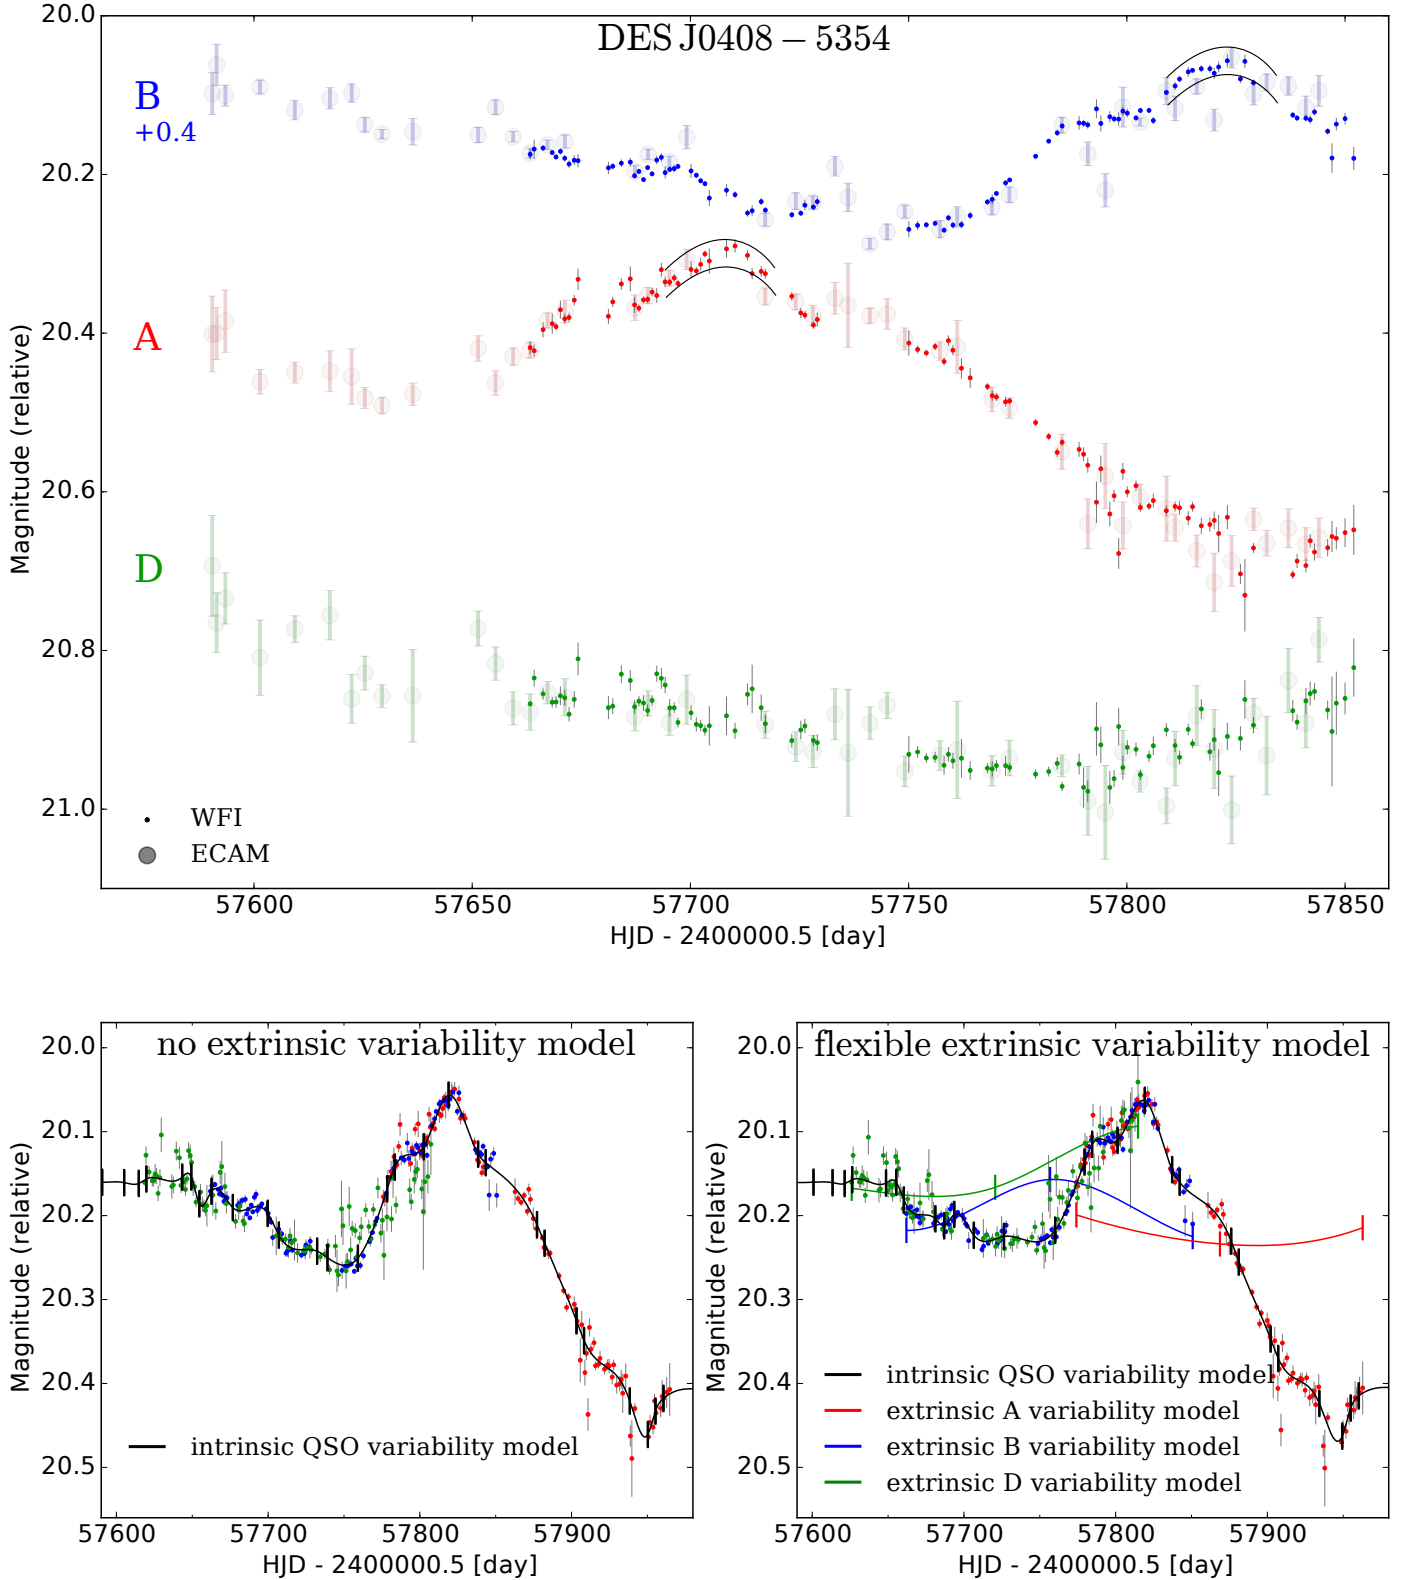 DES J0408 − 5354
20.0
B
+0.4
20.2
A
20.4
20.6
D
20.8
21.0
Magnitude (relative)
WFI
ECAM
57600 57650 57700 57750 57800 57850
HJD - 2400000.5 [day]
no extrinsic variability model
20.0
20.1
20.2
20.3
20.4
20.5
Magnitude (relative)
intrinsic QSO variability model
57600 57700 57800 57900
HJD - 2400000.5 [day]
flexible extrinsic variability model
20.0
20.1
20.2
20.3
20.4
20.5
Magnitude (relative)
intrinsic QSO variability model
extrinsic A variability model
extrinsic B variability model
extrinsic D variability model
57600 57700 57800 57900
HJD - 2400000.5 [day]